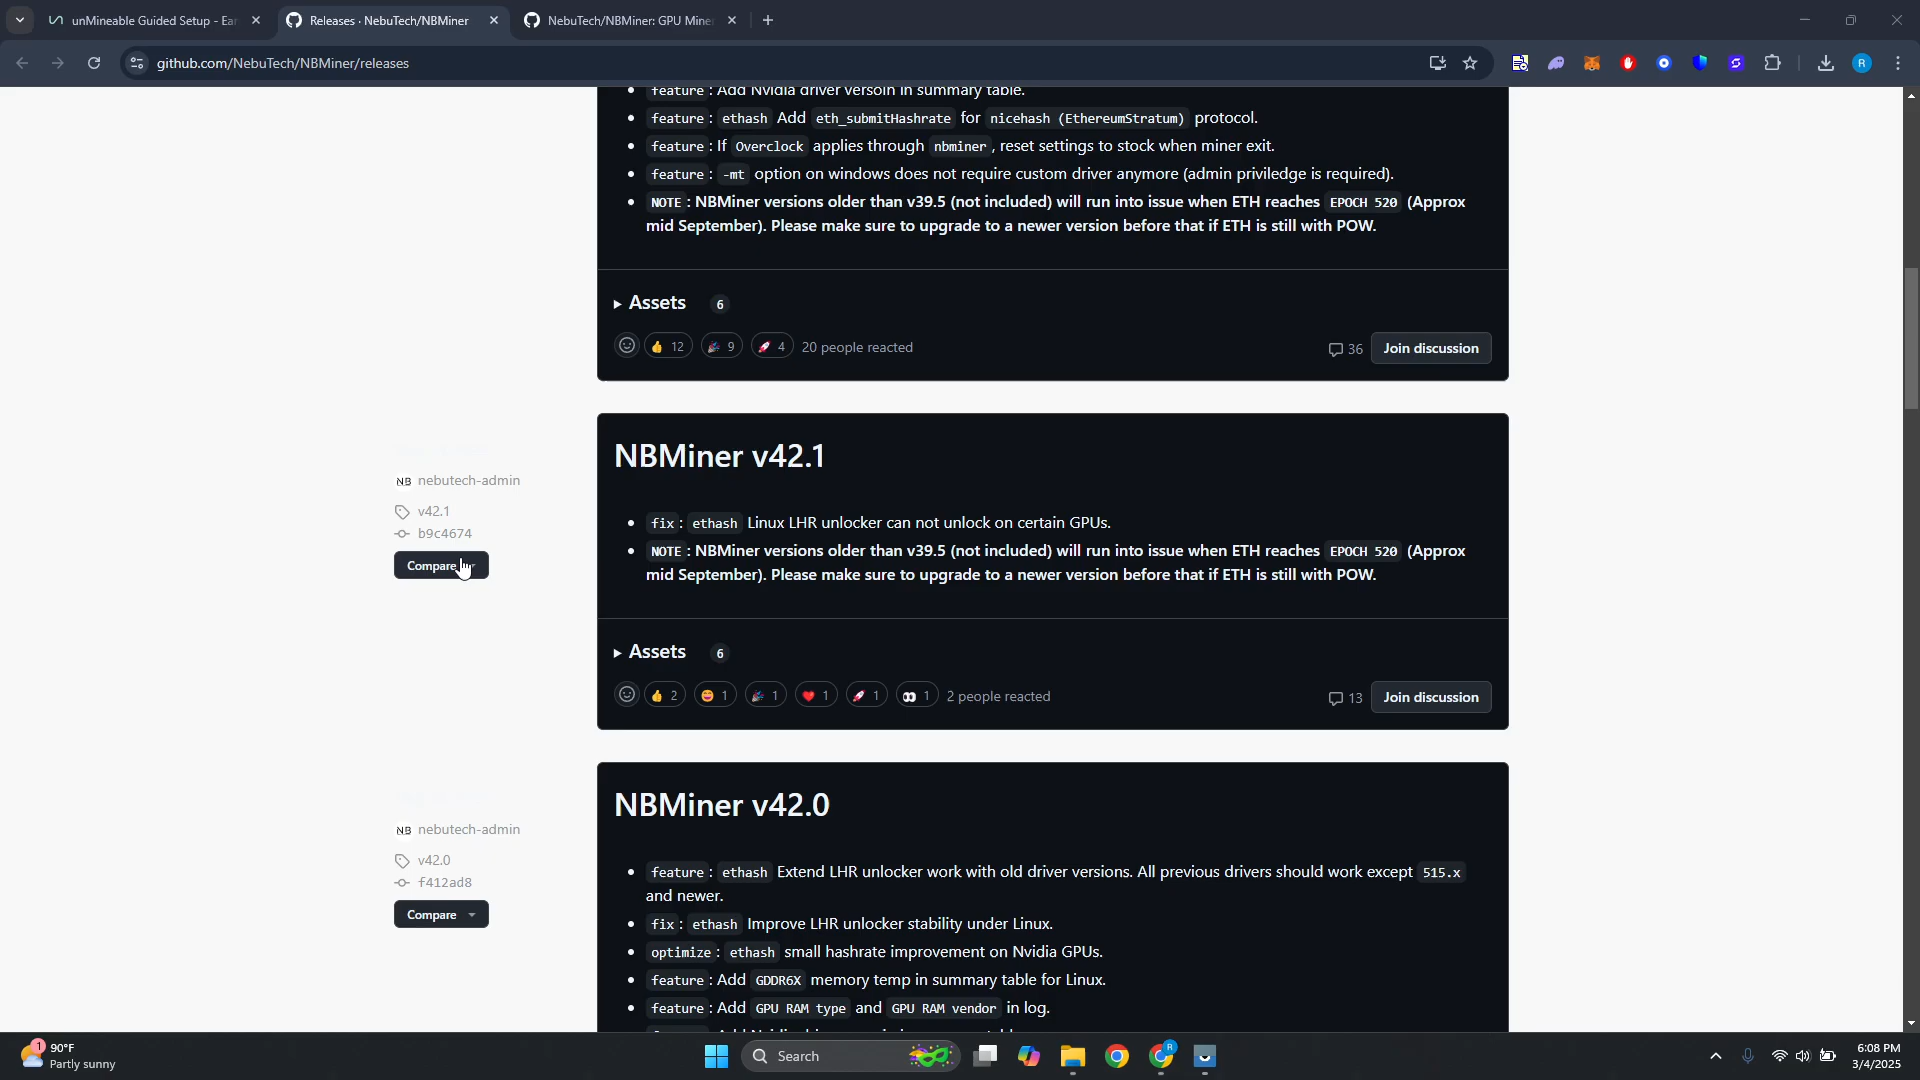 unMineable Guided Setup - Ear
Releases · NebuTech/NBMiner
NebuTech/NBMiner: GPU Mine
github.com/NebuTech/NBMiner/releases
R
feature : Add Nvidia driver versoin in summary table.
feature : ethash Add eth_submitHashrate for nicehash (EthereumStratum) protocol.
feature : If Overclock applies through nbminer , reset settings to stock when miner exit.
feature : -mt option on windows does not require custom driver anymore (admin priviledge is required).
NOTE : NBMiner versions older than v39.5 (not included) will run into issue when ETH reaches EPOCH 520 (Approx
mid September). Please make sure to upgrade to a newer version before that if ETH is still with POW.
Assets 6
12 9 4 20 people reacted
36 Join discussion
NB nebutech-admin
v42.1
b9c4674
Compare
NBMiner v42.1
fix : ethash Linux LHR unlocker can not unlock on certain GPUs.
NOTE : NBMiner versions older than v39.5 (not included) will run into issue when ETH reaches EPOCH 520 (Approx
mid September). Please make sure to upgrade to a newer version before that if ETH is still with POW.
Assets 6
2 1 1 1 1 1 2 people reacted
13 Join discussion
NB nebutech-admin
v42.0
f412ad8
Compare
NBMiner v42.0
feature : ethash Extend LHR unlocker work with old driver versions. All previous drivers should work except 515.x
and newer.
fix : ethash Improve LHR unlocker stability under Linux.
optimize : ethash small hashrate improvement on Nvidia GPUs.
feature : Add GDDR6X memory temp in summary table for Linux.
feature : Add GPU RAM type and GPU RAM vendor in log.
1
90°F
Partly sunny
Search
R
6:08 PM
3/4/2025